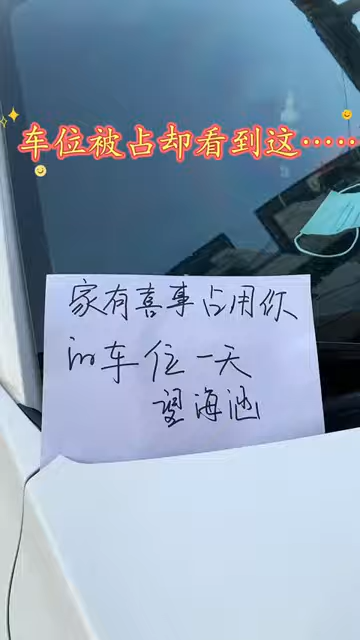 车位被占却看到这……
家有喜事占用你
的车位一天
望海涵